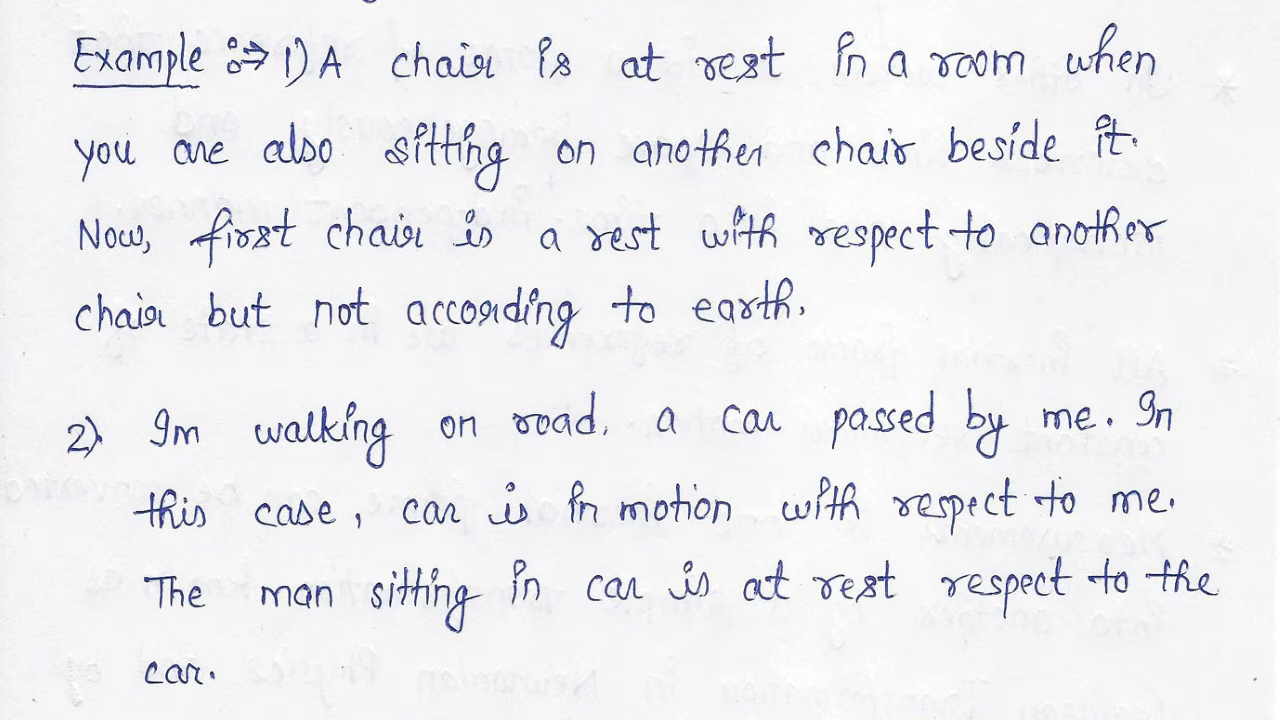 Example :⇒ 1) A chair is at rest in a room when
you are also sitting on another chair beside it.
Now, first chair is a rest with respect to another
chair but not according to earth.
2) Im walking on road. a car passed by me. In
this case, car is in motion with respect to me.
The man sitting in car is at rest respect to the
car.